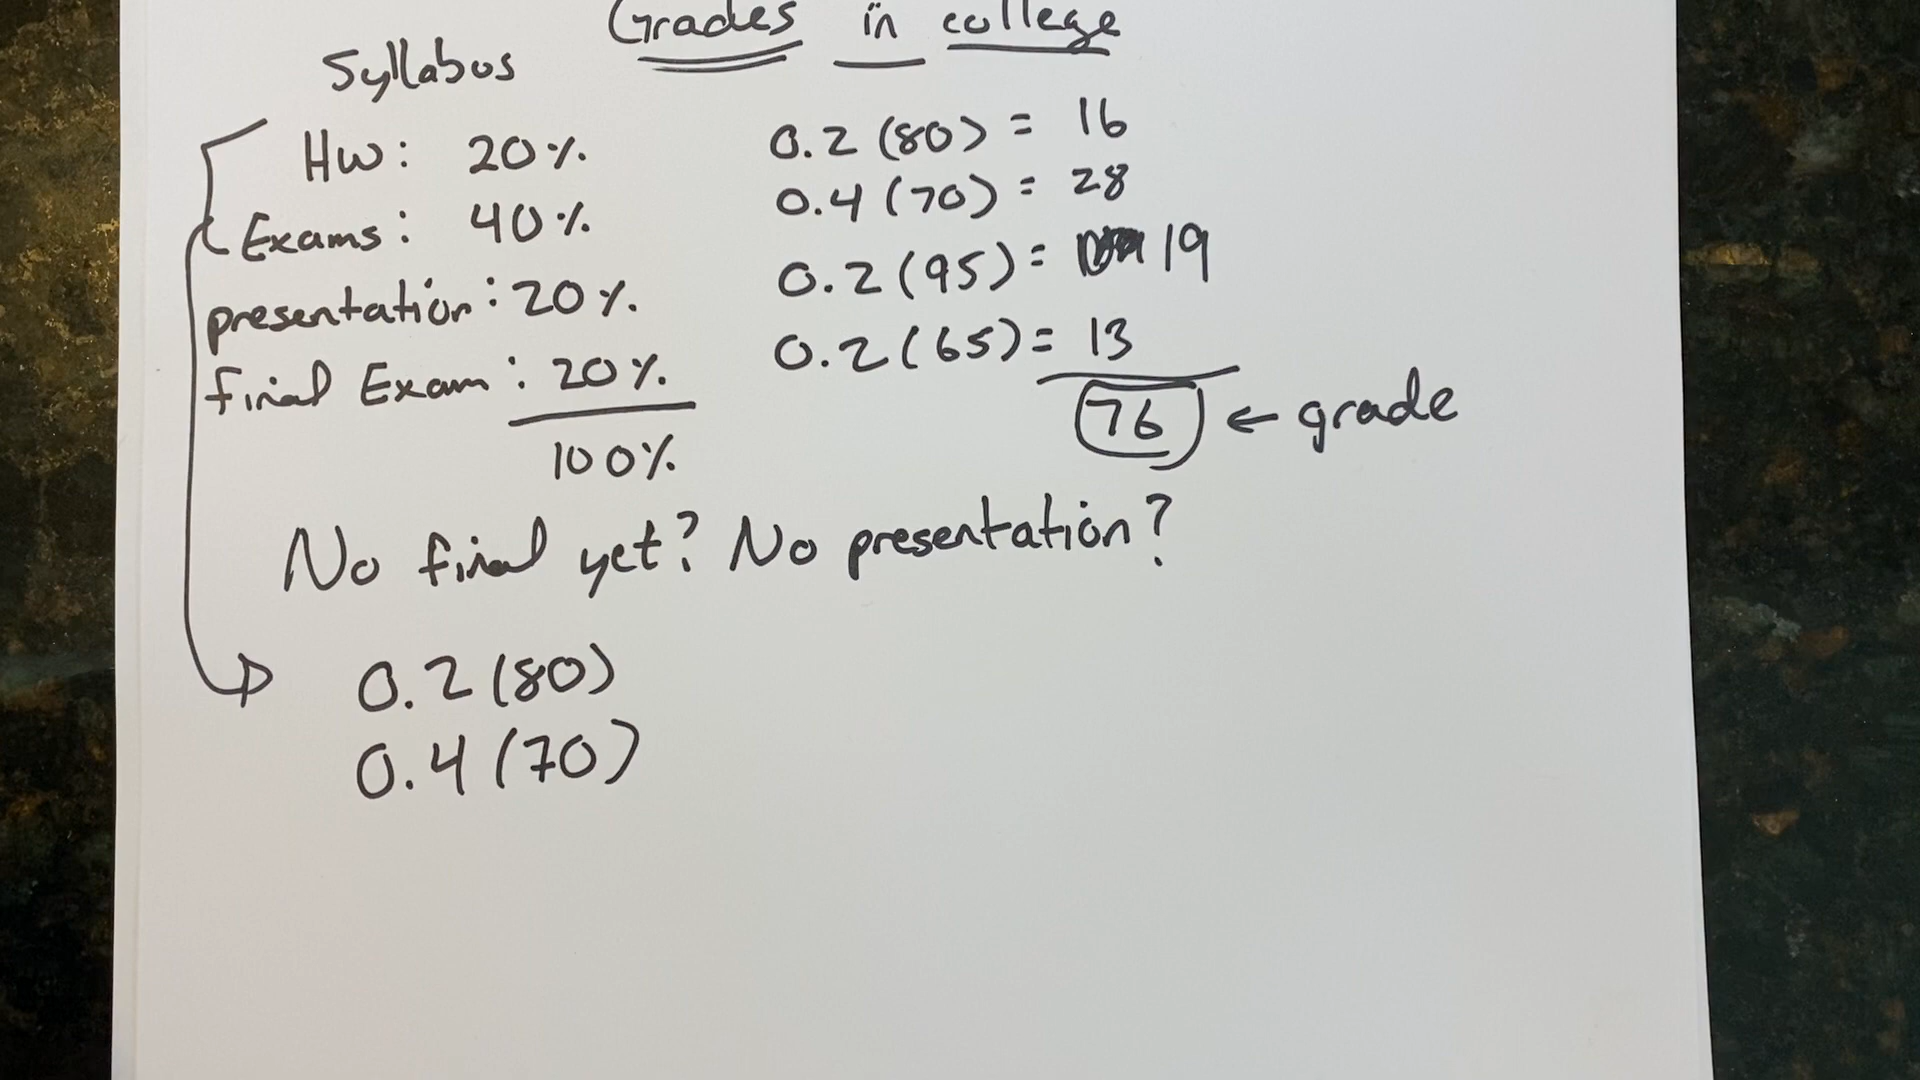 Grades in college
Syllabus
Hw: 20%
0.2 (80) = 16
Exams: 40%
0.4 (70) = 28
presentation: 20%
0.2 (95) = 19
final Exam: 20%
0.2 (65) = 13
100%
76 ← grade
No final yet? No presentation?
0.2 (80)
0.4 (70)